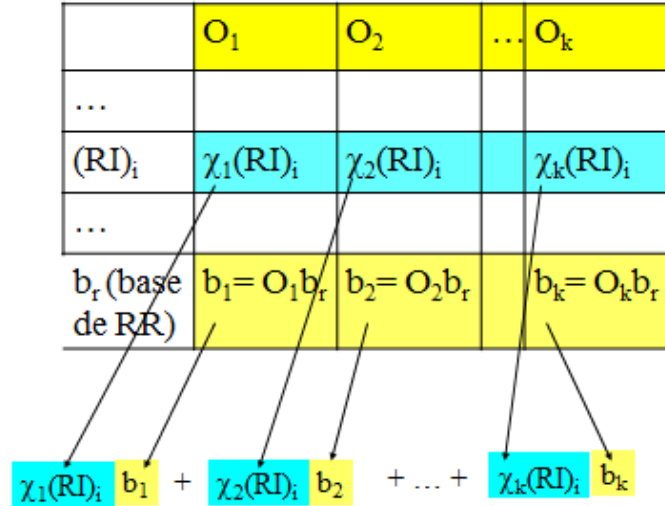 O₁ O₂ … Oₖ
…
(RI)ᵢ χ₁(RI)ᵢ χ₂(RI)ᵢ χₖ(RI)ᵢ
…
bᵣ (base de RR) b₁= O₁bᵣ b₂= O₂bᵣ bₖ= Oₖbᵣ
χ₁(RI)ᵢ b₁ + χ₂(RI)ᵢ b₂ + … + χₖ(RI)ᵢ bₖ